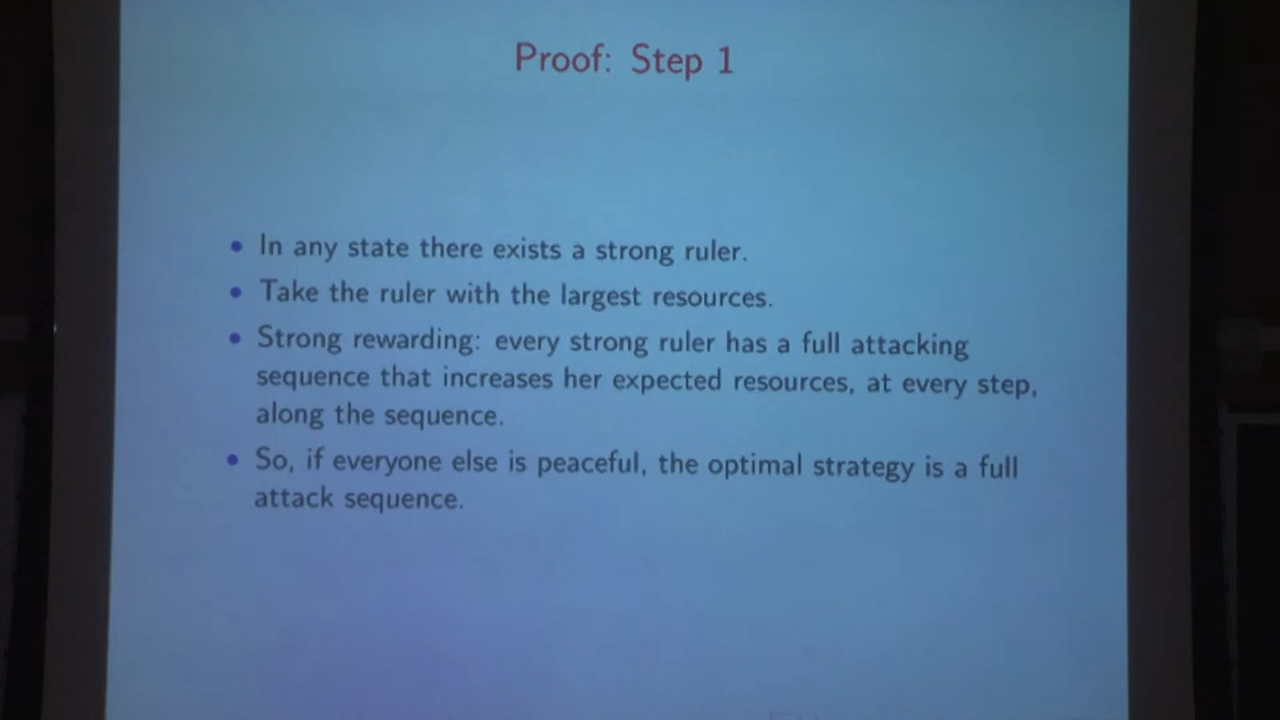 Proof: Step 1
• In any state there exists a strong ruler.
• Take the ruler with the largest resources.
• Strong rewarding: every strong ruler has a full attacking
sequence that increases her expected resources, at every step,
along the sequence.
• So, if everyone else is peaceful, the optimal strategy is a full
attack sequence.